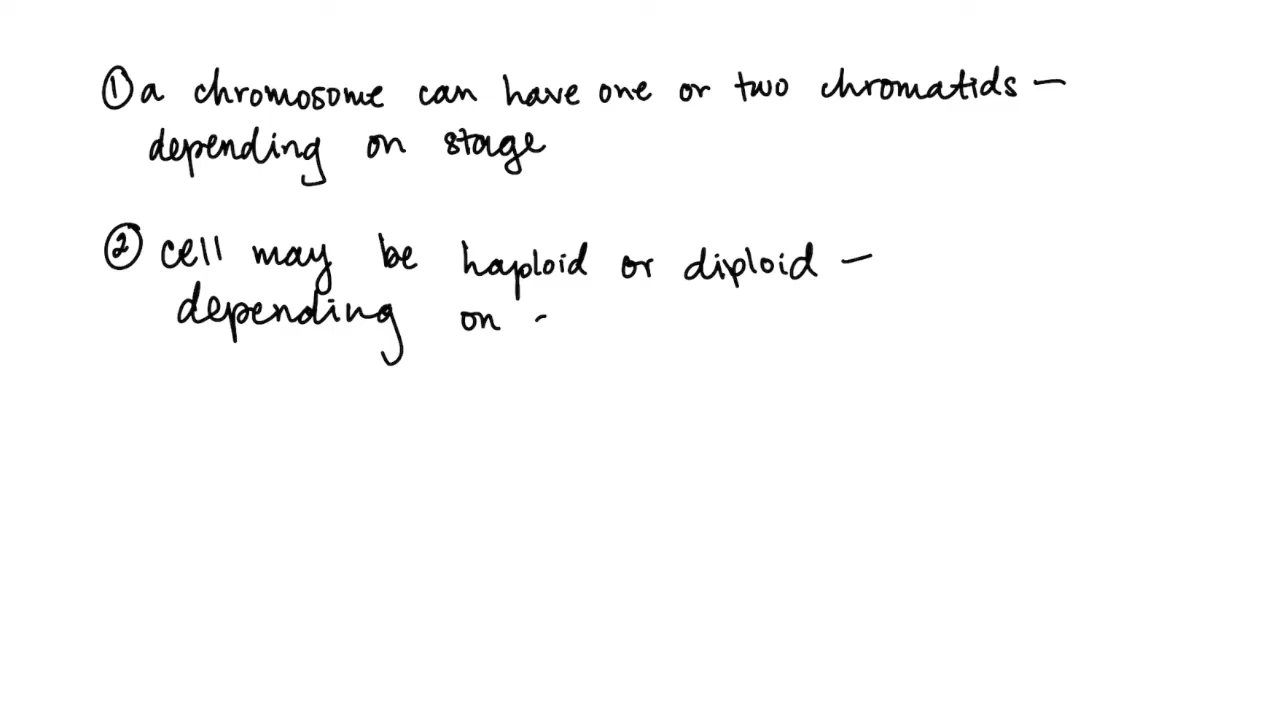 ① a chromosome can have one or two chromatids –
depending on stage
② cell may be haploid or diploid –
depending on